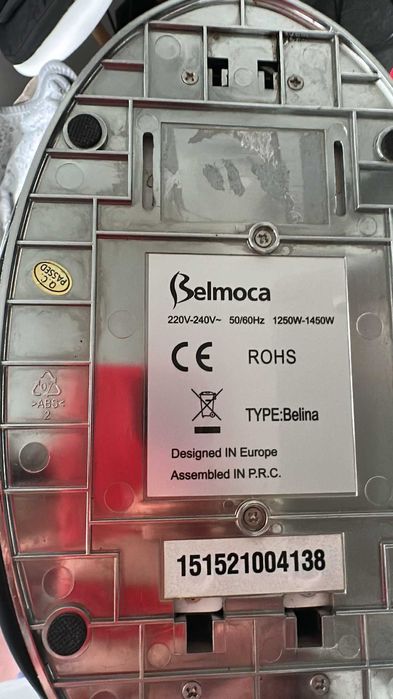 Belmoca
220V-240V~ 50/60Hz 1250W-1450W
CE ROHS
TYPE:Belina
Designed IN Europe
Assembled IN P.R.C.
Q.C.
PASSED
>ABS<
2
151521004138